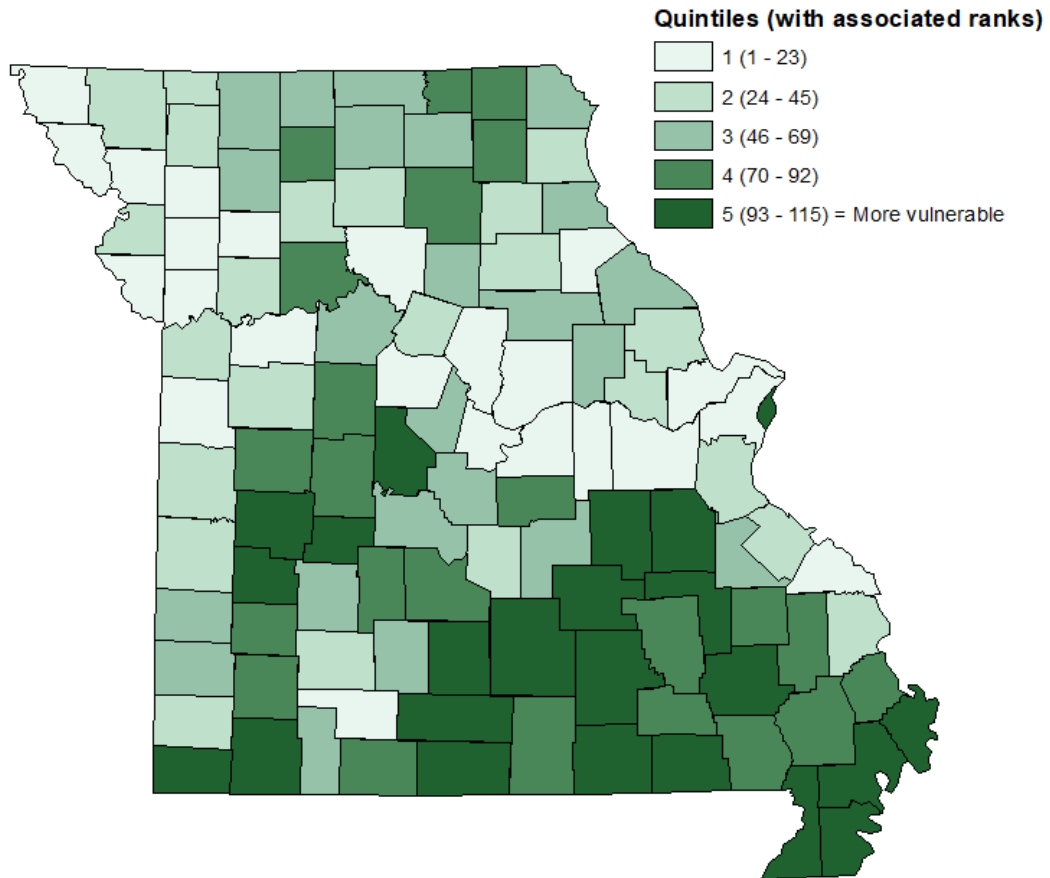 Quintiles (with associated ranks)
1 (1 - 23)
2 (24 - 45)
3 (46 - 69)
4 (70 - 92)
5 (93 - 115) = More vulnerable